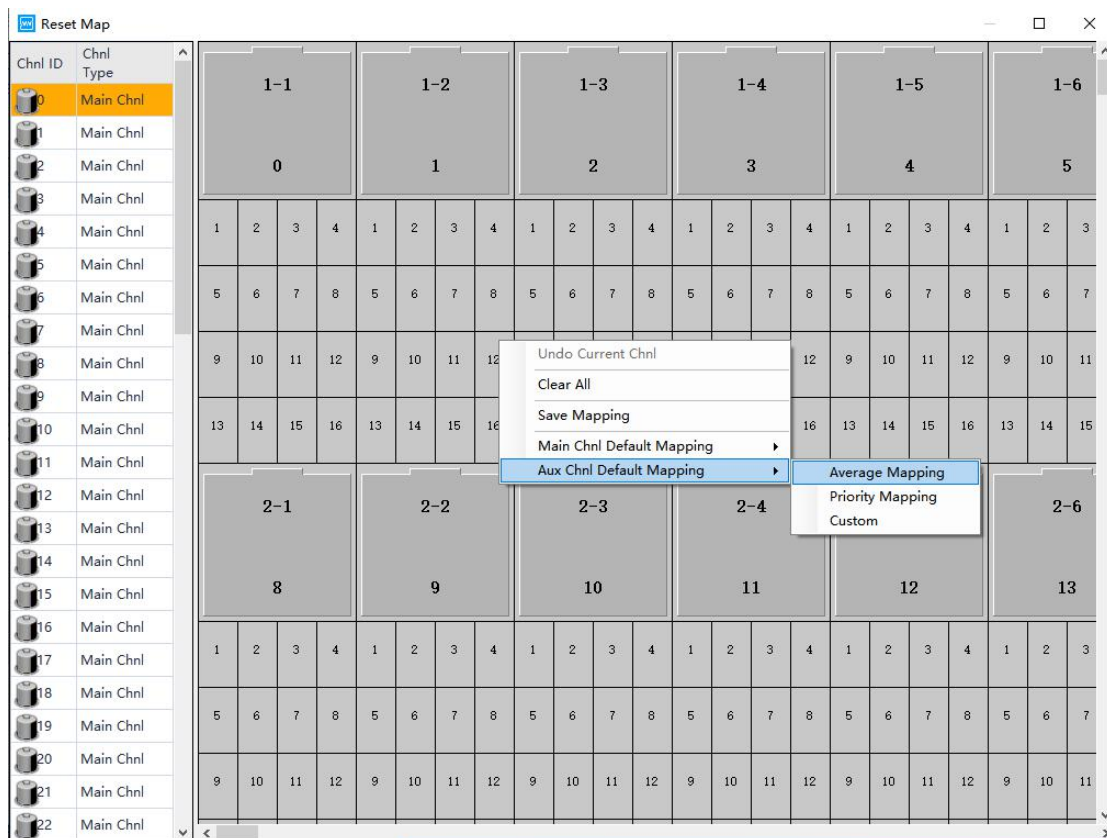 Reset Map
Chnl ID Chnl Type
0 Main Chnl
1 Main Chnl
2 Main Chnl
3 Main Chnl
4 Main Chnl
5 Main Chnl
6 Main Chnl
7 Main Chnl
8 Main Chnl
9 Main Chnl
10 Main Chnl
11 Main Chnl
12 Main Chnl
13 Main Chnl
14 Main Chnl
15 Main Chnl
16 Main Chnl
17 Main Chnl
18 Main Chnl
19 Main Chnl
20 Main Chnl
21 Main Chnl
22 Main Chnl
1-1 1-2 1-3 1-4 1-5 1-6
0 1 2 3 4 5
1 2 3 4 1 2 3 4 1 2 3 4 1 2 3 4 1 2 3 4 1 2 3
5 6 7 8 5 6 7 8 5 6 7 8 5 6 7 8 5 6 7 8 5 6 7
9 10 11 12 9 10 11 12 12 9 10 11 12 9 10 11
13 14 15 16 13 14 15 16 16 13 14 15 16 13 14 15
Undo Current Chnl
Clear All
Save Mapping
Main Chnl Default Mapping
Aux Chnl Default Mapping
Average Mapping
Priority Mapping
Custom
2-1 2-2 2-3 2-4 2-6
8 9 10 11 12 13
1 2 3 4 1 2 3 4 1 2 3 4 1 2 3 4 1 2 3 4 1 2 3
5 6 7 8 5 6 7 8 5 6 7 8 5 6 7 8 5 6 7 8 5 6 7
9 10 11 12 9 10 11 12 9 10 11 12 9 10 11 12 9 10 11 12 9 10 11